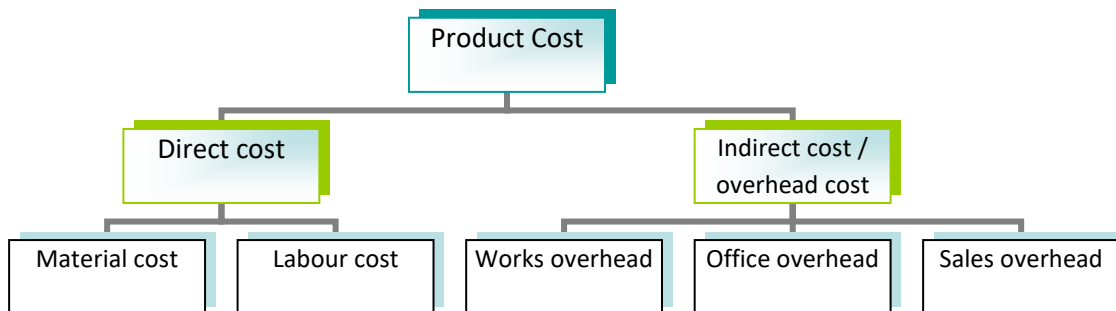 Product Cost
Direct cost
Indirect cost /
overhead cost
Material cost
Labour cost
Works overhead
Office overhead
Sales overhead